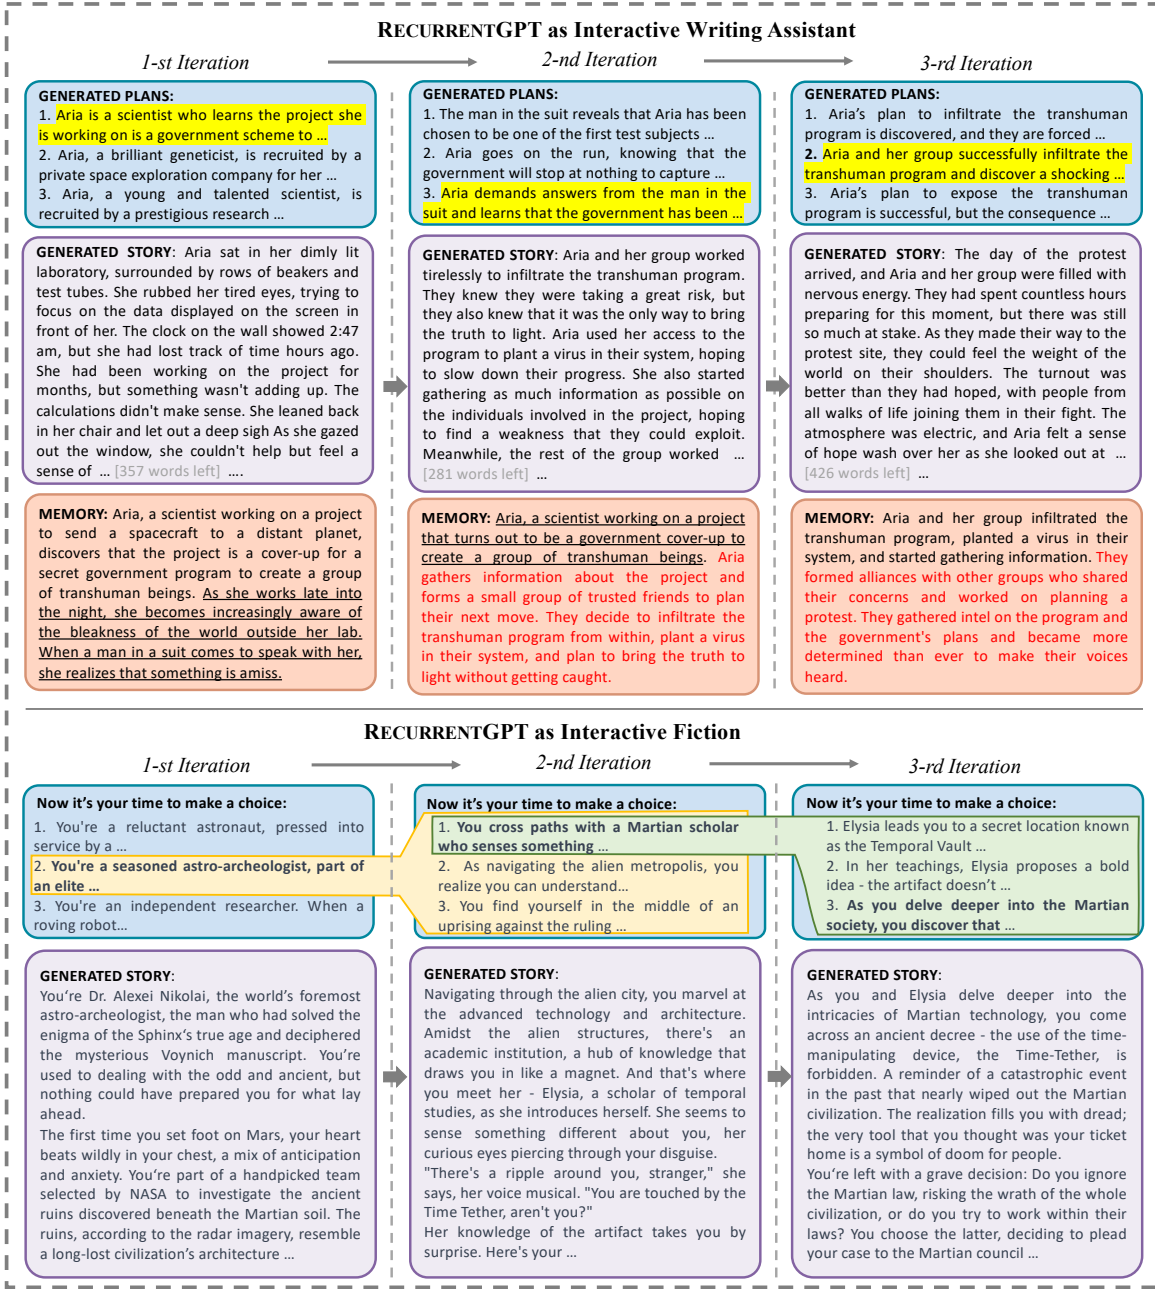 RECURRENTGPT as Interactive Writing Assistant
1-st Iteration
2-nd Iteration
3-rd Iteration
GENERATED PLANS:
1. Aria is a scientist who learns the project she
is working on is a government scheme to ...
2. Aria, a brilliant geneticist, is recruited by a
private space exploration company for her ...
3. Aria, a young and talented scientist, is
recruited by a prestigious research ...
GENERATED PLANS:
1. The man in the suit reveals that Aria has been
chosen to be one of the first test subjects ...
2. Aria goes on the run, knowing that the
government will stop at nothing to capture ...
3. Aria demands answers from the man in the
suit and learns that the government has been ...
GENERATED PLANS:
1. Aria's plan to infiltrate the transhuman
program is discovered, and they are forced ...
2. Aria and her group successfully infiltrate the
transhuman program and discover a shocking ...
3. Aria's plan to expose the transhuman
program is successful, but the consequence ...
GENERATED STORY: Aria sat in her dimly lit
laboratory, surrounded by rows of beakers and
test tubes. She rubbed her tired eyes, trying to
focus on the data displayed on the screen in
front of her. The clock on the wall showed 2:47
am, but she had lost track of time hours ago.
She had been working on the project for
months, but something wasn't adding up. The
calculations didn't make sense. She leaned back
in her chair and let out a deep sigh As she gazed
out the window, she couldn't help but feel a
sense of ... [357 words left] ....
GENERATED STORY: Aria and her group worked
tirelessly to infiltrate the transhuman program.
They knew they were taking a great risk, but
they also knew that it was the only way to bring
the truth to light. Aria used her access to the
program to plant a virus in their system, hoping
to slow down their progress. She also started
gathering as much information as possible on
the individuals involved in the project, hoping
to find a weakness that they could exploit.
Meanwhile, the rest of the group worked ...
[281 words left] ...
GENERATED STORY: The day of the protest
arrived, and Aria and her group were filled with
nervous energy. They had spent countless hours
preparing for this moment, but there was still
so much at stake. As they made their way to the
protest site, they could feel the weight of the
world on their shoulders. The turnout was
better than they had hoped, with people from
all walks of life joining them in their fight. The
atmosphere was electric, and Aria felt a sense
of hope wash over her as she looked out at ...
[426 words left] ...
MEMORY: Aria, a scientist working on a project
to send a spacecraft to a distant planet,
discovers that the project is a cover-up for a
secret government program to create a group
of transhuman beings. As she works late into
the night, she becomes increasingly aware of
the bleakness of the world outside her lab.
When a man in a suit comes to speak with her,
she realizes that something is amiss.
MEMORY: Aria, a scientist working on a project
that turns out to be a government cover-up to
create a group of transhuman beings. Aria
gathers information about the project and
forms a small group of trusted friends to plan
their next move. They decide to infiltrate the
transhuman program from within, plant a virus
in their system, and plan to bring the truth to
light without getting caught.
MEMORY: Aria and her group infiltrated the
transhuman program, planted a virus in their
system, and started gathering information. They
formed alliances with other groups who shared
their concerns and worked on planning a
protest. They gathered intel on the program and
the government's plans and became more
determined than ever to make their voices
heard.
RECURRENTGPT as Interactive Fiction
1-st Iteration
2-nd Iteration
3-rd Iteration
Now it's your time to make a choice:
1. You're a reluctant astronaut, pressed into
service by a ...
2. You're a seasoned astro-archeologist, part of
an elite ...
3. You're an independent researcher. When a
roving robot...
Now it's your time to make a choice:
1. You cross paths with a Martian scholar
who senses something ...
2. As navigating the alien metropolis, you
realize you can understand...
3. You find yourself in the middle of an
uprising against the ruling ...
Now it's your time to make a choice:
1. Elysia leads you to a secret location known
as the Temporal Vault ...
2. In her teachings, Elysia proposes a bold
idea - the artifact doesn't ...
3. As you delve deeper into the Martian
society, you discover that ...
GENERATED STORY:
You're Dr. Alexei Nikolai, the world's foremost
astro-archeologist, the man who had solved the
enigma of the Sphinx's true age and deciphered
the mysterious Voynich manuscript. You're
used to dealing with the odd and ancient, but
nothing could have prepared you for what lay
ahead.
The first time you set foot on Mars, your heart
beats wildly in your chest, a mix of anticipation
and anxiety. You're part of a handpicked team
selected by NASA to investigate the ancient
ruins discovered beneath the Martian soil. The
ruins, according to the radar imagery, resemble
a long-lost civilization's architecture ...
GENERATED STORY:
Navigating through the alien city, you marvel at
the advanced technology and architecture.
Amidst the alien structures, there's an
academic institution, a hub of knowledge that
draws you in like a magnet. And that's where
you meet her - Elysia, a scholar of temporal
studies, as she introduces herself. She seems to
sense something different about you, her
curious eyes piercing through your disguise.
"There's a ripple around you, stranger," she
says, her voice musical. "You are touched by the
Time Tether, aren't you?"
Her knowledge of the artifact takes you by
surprise. Here's your ...
GENERATED STORY:
As you and Elysia delve deeper into the
intricacies of Martian technology, you come
across an ancient decree - the use of the time-
manipulating device, the Time-Tether, is
forbidden. A reminder of a catastrophic event
in the past that nearly wiped out the Martian
civilization. The realization fills you with dread;
the very tool that you thought was your ticket
home is a symbol of doom for people.
You're left with a grave decision: Do you ignore
the Martian law, risking the wrath of the whole
civilization, or do you try to work within their
laws? You choose the latter, deciding to plead
your case to the Martian council ...